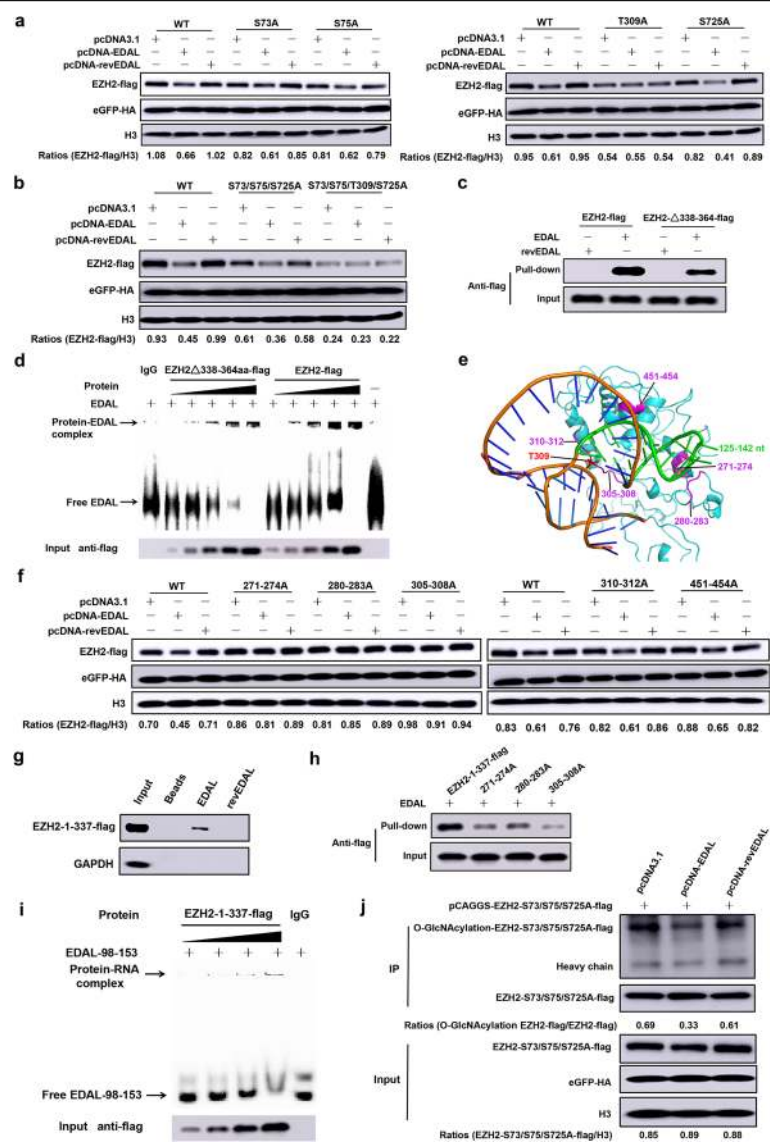 a
WT S73A S75A
pcDNA3.1 + − − + − − + − −
pcDNA-EDAL − + − − + − − + −
pcDNA-revEDAL − − + − − + − − +
EZH2-flag
eGFP-HA
H3
Ratios (EZH2-flag/H3) 1.08 0.66 1.02 0.82 0.61 0.85 0.81 0.62 0.79
WT T309A S725A
pcDNA3.1 + − − + − − + − −
pcDNA-EDAL − + − − + − − + −
pcDNA-revEDAL − − + − − + − − +
EZH2-flag
eGFP-HA
H3
Ratios (EZH2-flag/H3) 0.95 0.61 0.95 0.54 0.55 0.54 0.82 0.41 0.89
b
WT S73/S75/S725A S73/S75/T309/S725A
pcDNA3.1 + − − + − − + − −
pcDNA-EDAL − + − − + − − + −
pcDNA-revEDAL − − + − − + − − +
EZH2-flag
eGFP-HA
H3
Ratios (EZH2-flag/H3) 0.93 0.45 0.99 0.61 0.36 0.58 0.24 0.23 0.22
c
EZH2-flag EZH2-△338-364-flag
EDAL − + − +
revEDAL + − + −
Anti-flag
Pull-down
Input
d
IgG EZH2△338-364aa-flag EZH2-flag
Protein −
EDAL + + + + + + + + + + + +
Protein-EDAL
complex
Free EDAL
Input anti-flag
e
451-454
310-312
T309
125-142 nt
271-274
305-308
280-283
f
WT 271-274A 280-283A 305-308A
pcDNA3.1 + − − + − − + − − + − −
pcDNA-EDAL − + − − + − − + − − + −
pcDNA-revEDAL − − + − − + − − + − − +
EZH2-flag
eGFP-HA
H3
Ratios (EZH2-flag/H3) 0.70 0.45 0.71 0.86 0.81 0.89 0.81 0.85 0.89 0.98 0.91 0.94
WT 310-312A 451-454A
+ − − + − − + − −
− + − − + − − + −
− − + − − + − − +
0.83 0.61 0.76 0.82 0.61 0.86 0.88 0.65 0.82
g
Input Beads EDAL revEDAL
EZH2-1-337-flag
GAPDH
h
EZH2-1-337-flag 271-274A 280-283A 305-308A
EDAL + + + +
Anti-flag
Pull-down
Input
i
Protein EZH2-1-337-flag IgG
EDAL-98-153 + + + + +
Protein-RNA
complex
Free EDAL-98-153
Input anti-flag
j
pcDNA3.1 pcDNA-EDAL pcDNA-revEDAL
pCAGGS-EZH2-S73/S75/S725A-flag + + +
O-GlcNAcylation-EZH2-S73/S75/S725A-flag
IP
Heavy chain
EZH2-S73/S75/S725A-flag
Ratios (O-GlcNAcylation EZH2-flag/EZH2-flag) 0.69 0.33 0.61
EZH2-S73/S75/S725A-flag
Input
eGFP-HA
H3
Ratios (EZH2-S73/S75/S725A-flag/H3) 0.85 0.89 0.88